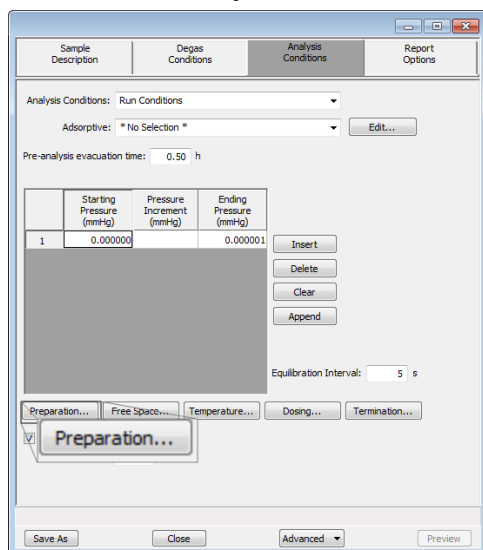 Sample Description
Degas Conditions
Analysis Conditions
Report Options
Analysis Conditions: Run Conditions
Adsorptive: * No Selection *
Edit...
Pre-analysis evacuation time: 0.50 h
Starting Pressure (mmHg)
Pressure Increment (mmHg)
Ending Pressure (mmHg)
1 0.000000 0.000001
Insert
Delete
Clear
Append
Equilibration Interval: 5 s
Preparation... Free Space... Temperature... Dosing... Termination...
Preparation...
Save As Close Advanced Preview